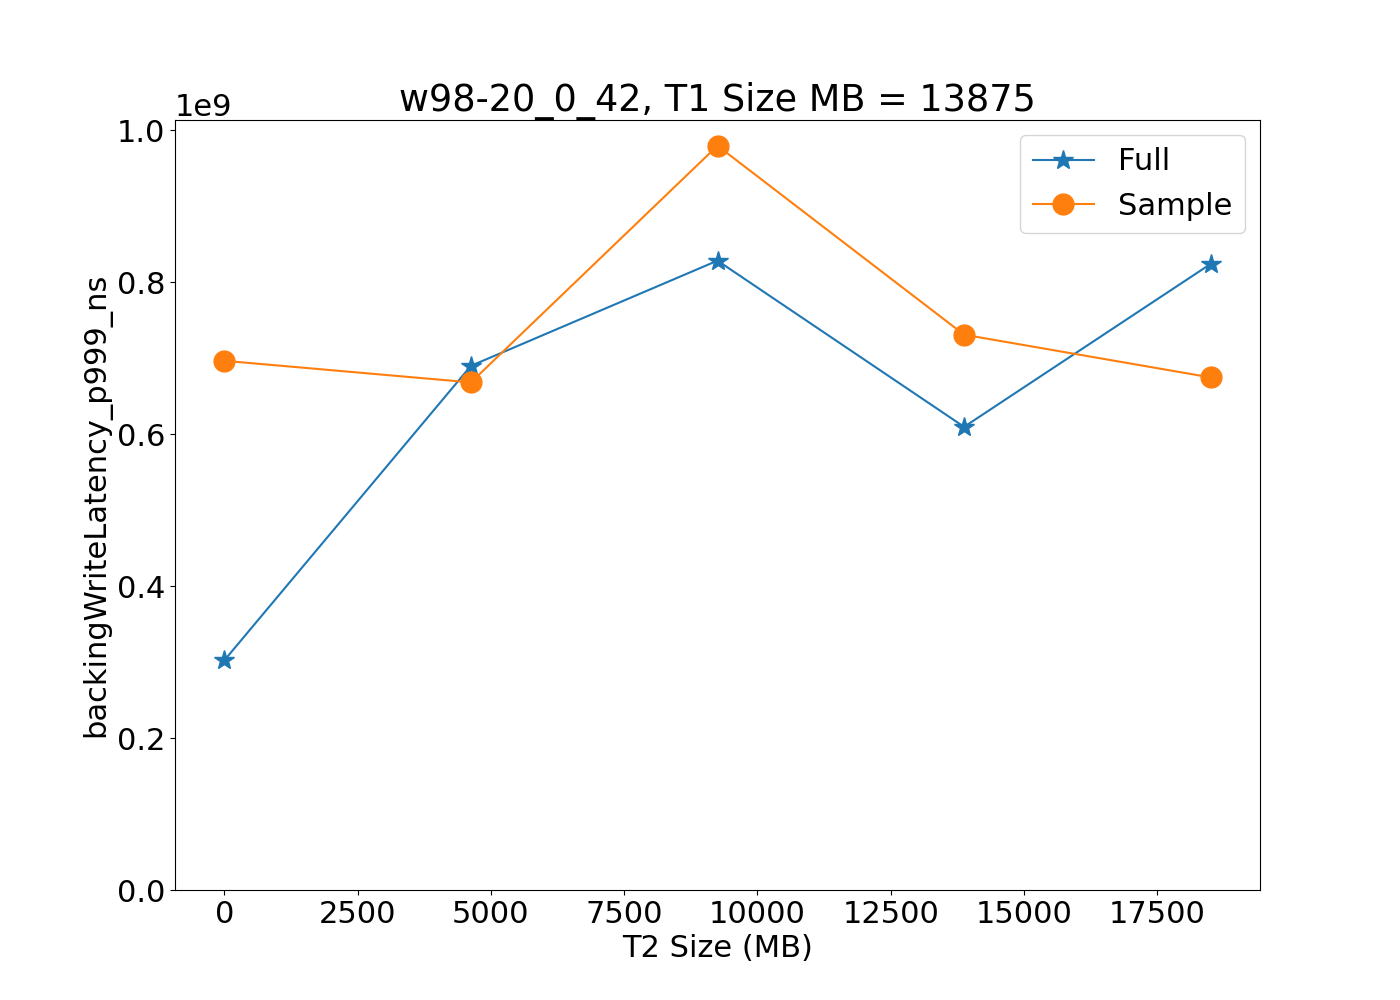 w98-20_0_42, T1 Size MB = 13875
1e9
1.0
0.8
0.6
0.4
0.2
0.0
backingWriteLatency_p999_ns
Full
Sample
0 2500 5000 7500 10000 12500 15000 17500
T2 Size (MB)